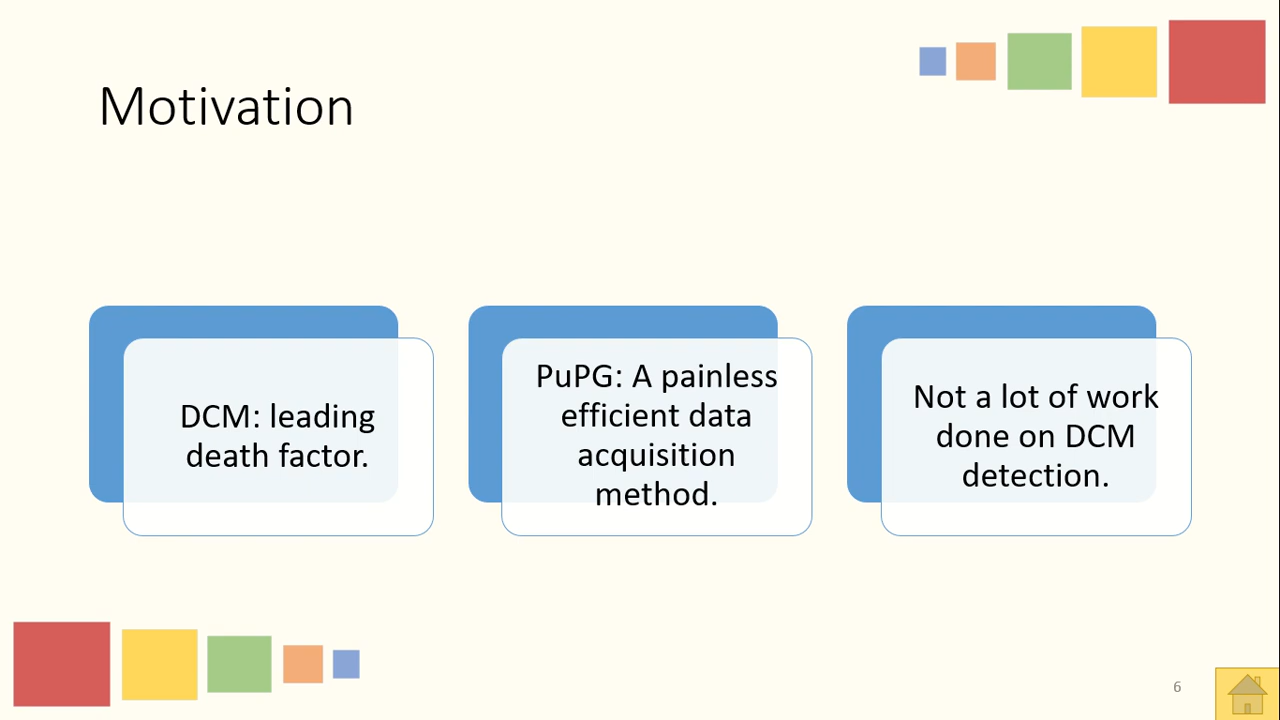 Motivation
DCM: leading
death factor.
PuPG: A painless
efficient data
acquisition
method.
Not a lot of work
done on DCM
detection.
6